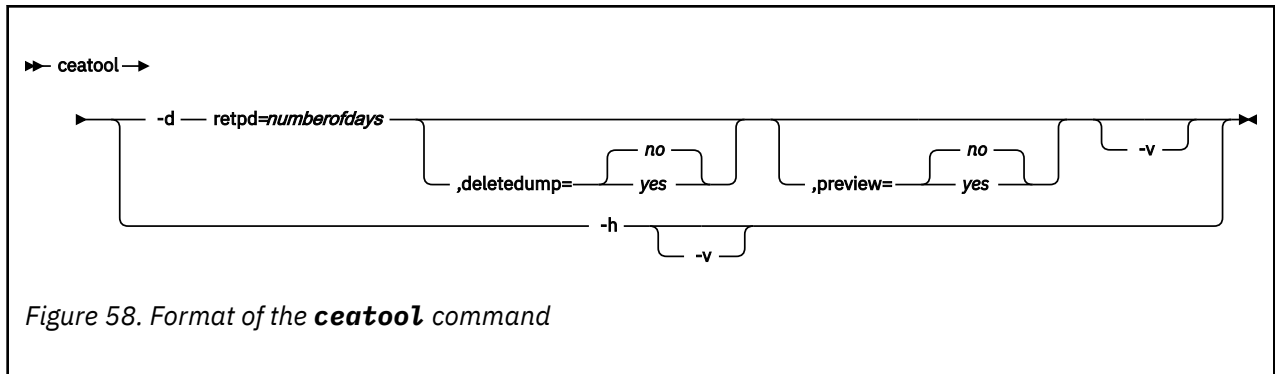 ceatool
-d retpd=numberofdays
no no -v
,deletedump= yes ,preview= yes
-h
-v
Figure 58. Format of the ceatool command